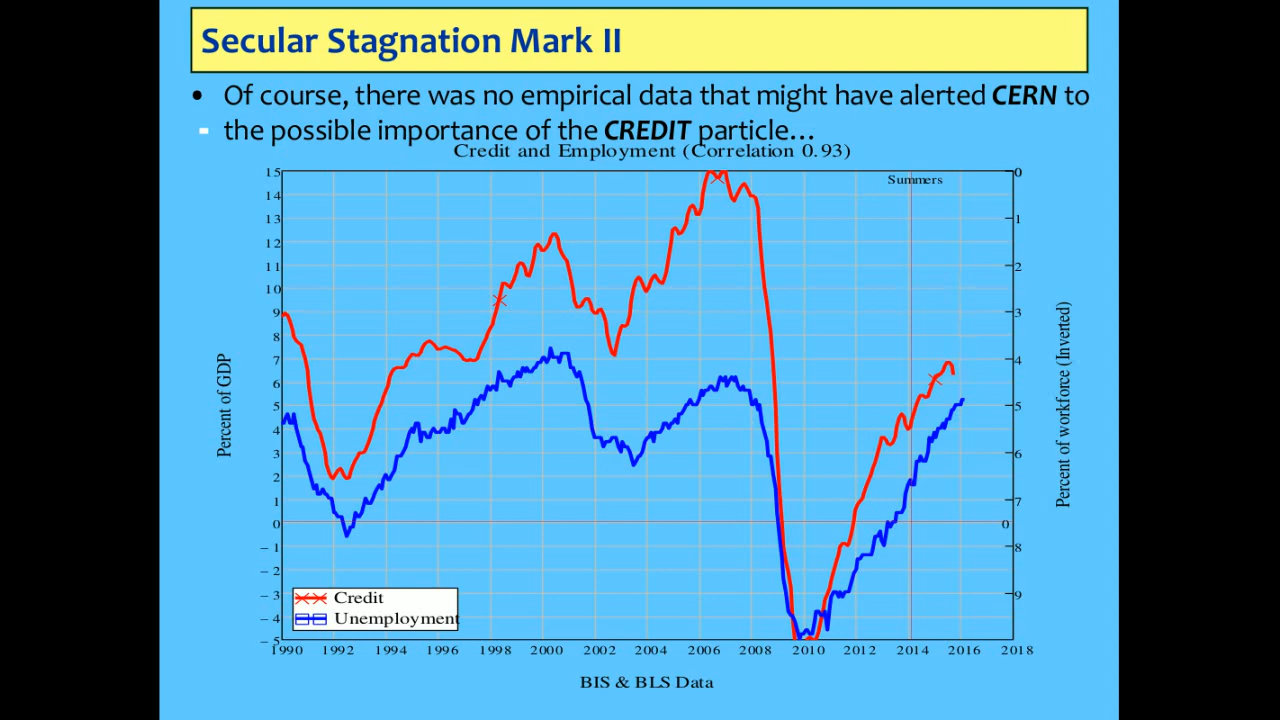 Secular Stagnation Mark II
• Of course, there was no empirical data that might have alerted CERN to
- the possible importance of the CREDIT particle…
Credit and Employment (Correlation 0.93)
Summers
15
14
13
12
11
10
9
8
7
6
5
4
3
2
1
0
–1
–2
–3
–4
–5
Percent of GDP
0
1
2
3
4
5
6
7
0
8
9
Percent of workforce (Inverted)
Credit
Unemployment
1990 1992 1994 1996 1998 2000 2002 2004 2006 2008 2010 2012 2014 2016 2018
BIS & BLS Data